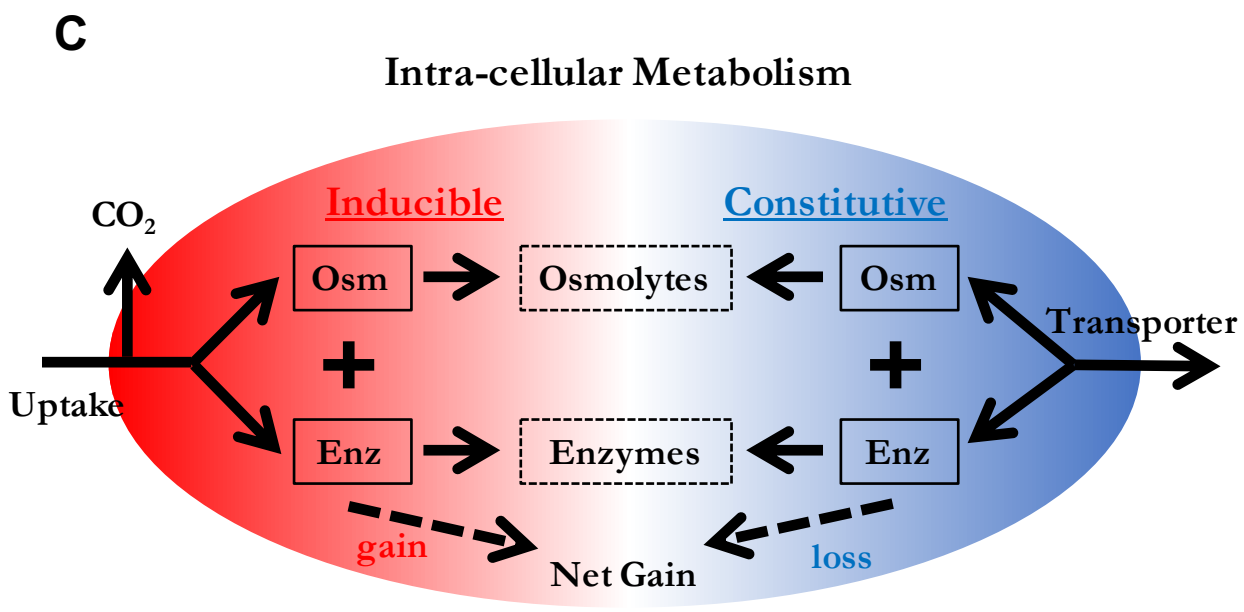 C
Intra-cellular Metabolism
Inducible
Constitutive
CO₂
Osm
Osmolytes
Osm
Transporter
+
+
Uptake
Enz
Enzymes
Enz
gain
loss
Net Gain